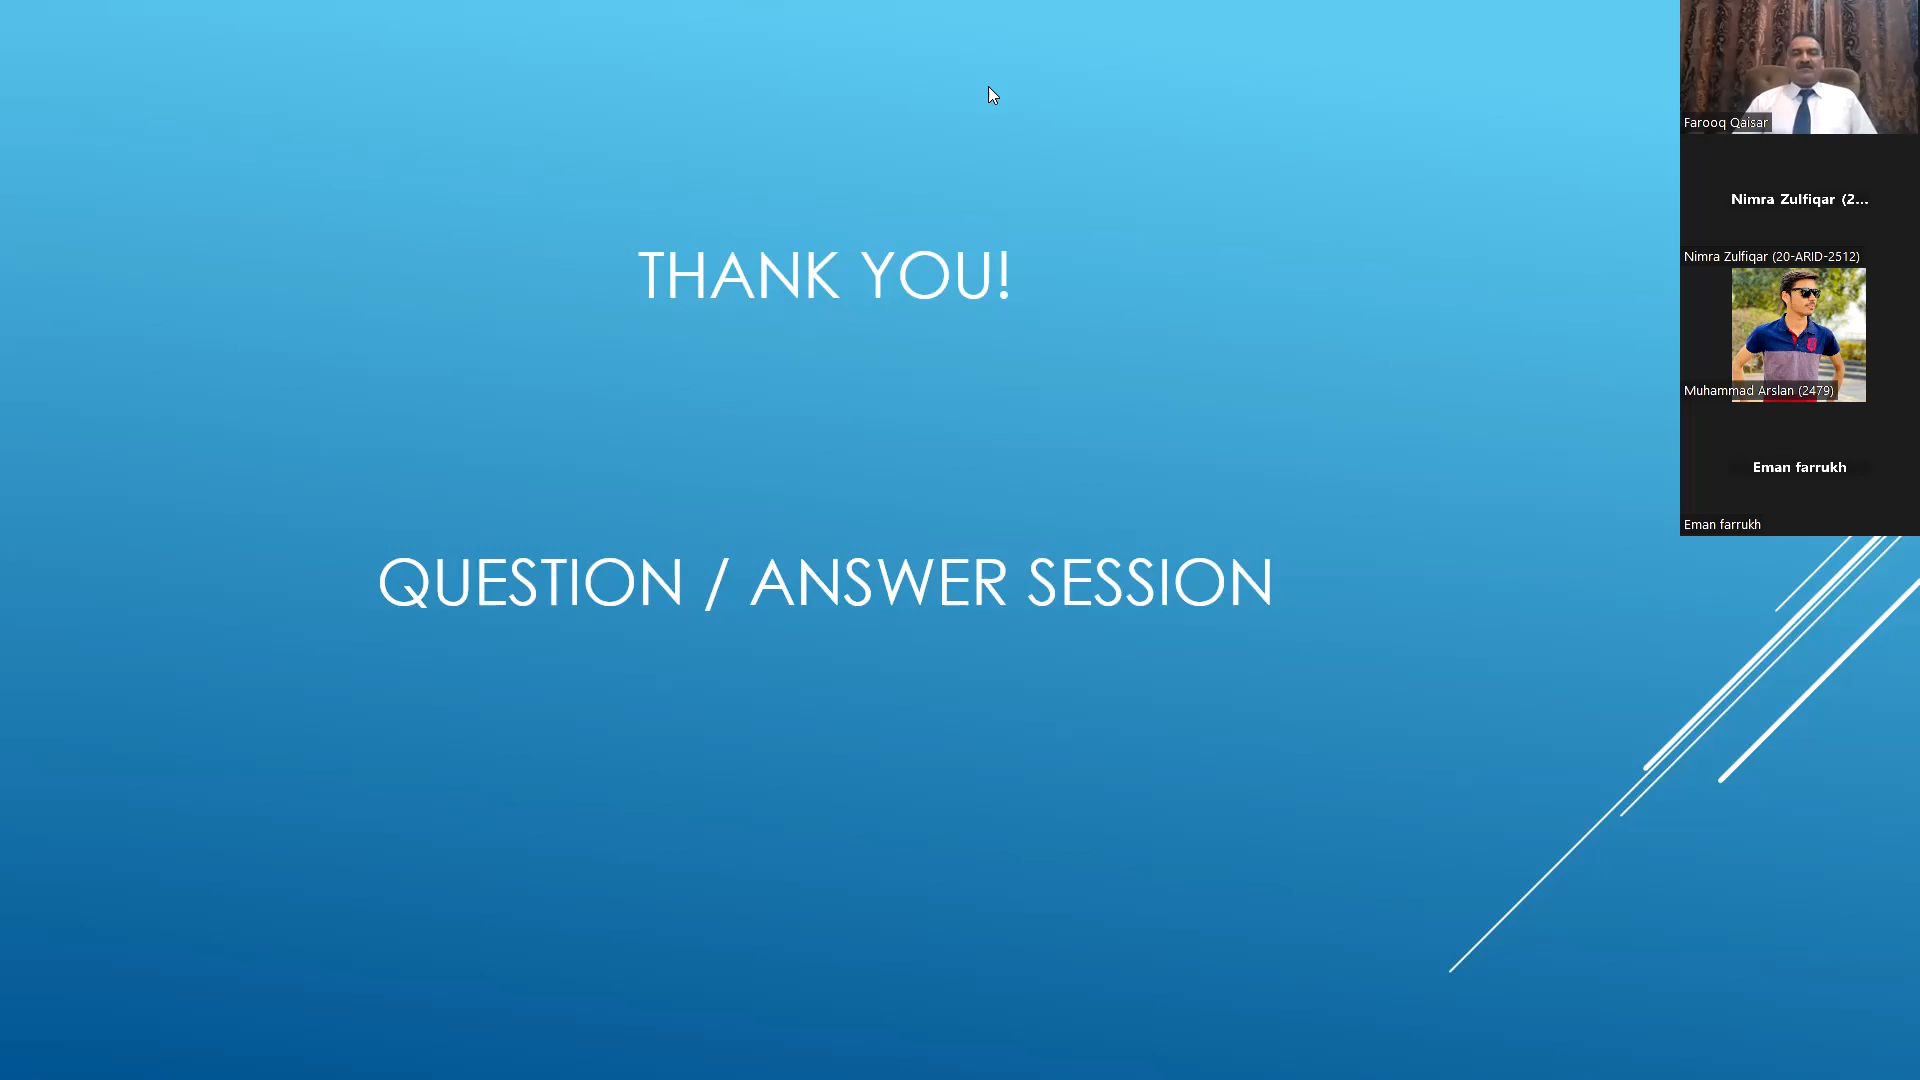 THANK YOU!
QUESTION / ANSWER SESSION
Farooq Qaisar
Nimra Zulfiqar (2...
Nimra Zulfiqar (20-ARID-2512)
Muhammad Arslan (2479)
Eman farrukh
Eman farrukh